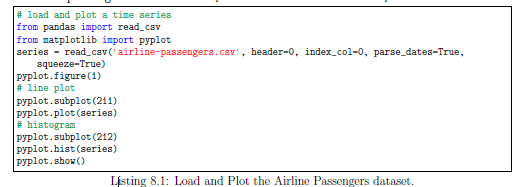 # load and plot a time series
from pandas import read_csv
from matplotlib import pyplot
series = read_csv('airline-passengers.csv', header=0, index_col=0, parse_dates=True,
squeeze=True)
pyplot.figure(1)
# line plot
pyplot.subplot(211)
pyplot.plot(series)
# histogram
pyplot.subplot(212)
pyplot.hist(series)
pyplot.show()
Listing 8.1: Load and Plot the Airline Passengers dataset.